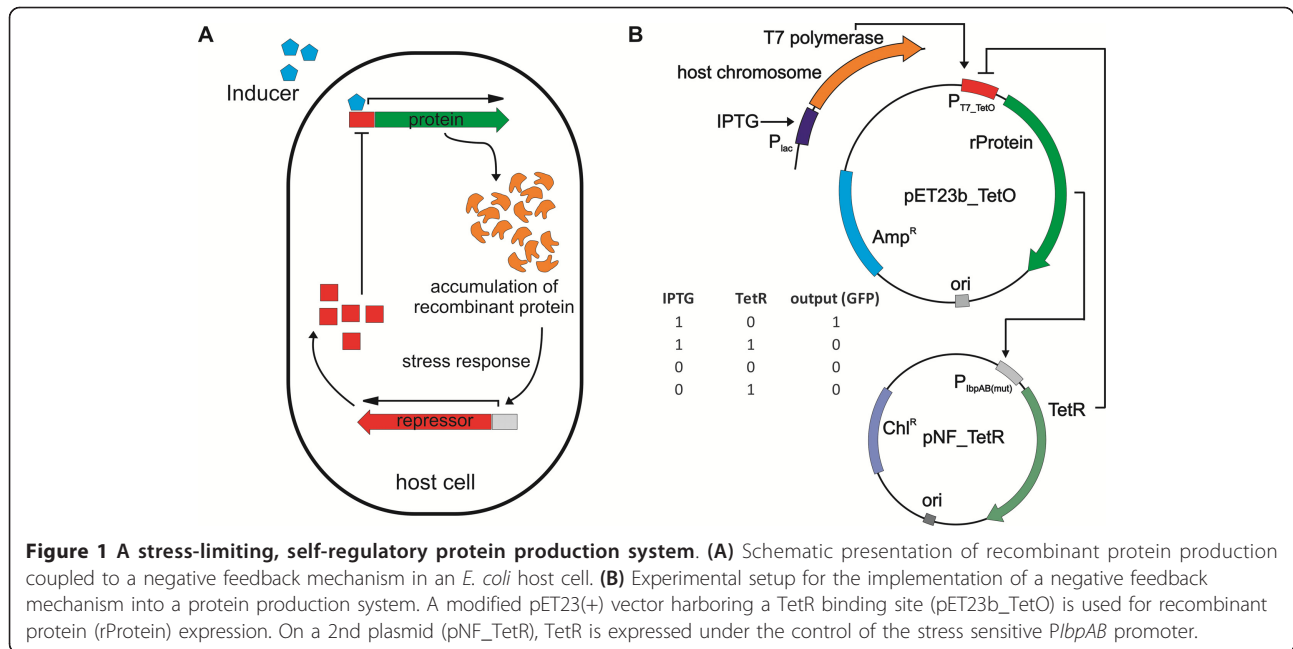 A
Inducer
protein
accumulation of
recombinant protein
stress response
repressor
host cell
B
T7 polymerase
host chromosome
IPTG
P_lac
P_T7_TetO
rProtein
pET23b_TetO
Amp^R
ori
IPTG TetR output (GFP)
1 0 1
1 1 0
0 0 0
0 1 0
P_IbpAB(mut)
TetR
Chl^R
pNF_TetR
ori
Figure 1 A stress-limiting, self-regulatory protein production system. (A) Schematic presentation of recombinant protein production
coupled to a negative feedback mechanism in an E. coli host cell. (B) Experimental setup for the implementation of a negative feedback
mechanism into a protein production system. A modified pET23(+) vector harboring a TetR binding site (pET23b_TetO) is used for recombinant
protein (rProtein) expression. On a 2nd plasmid (pNF_TetR), TetR is expressed under the control of the stress sensitive PIbpAB promoter.